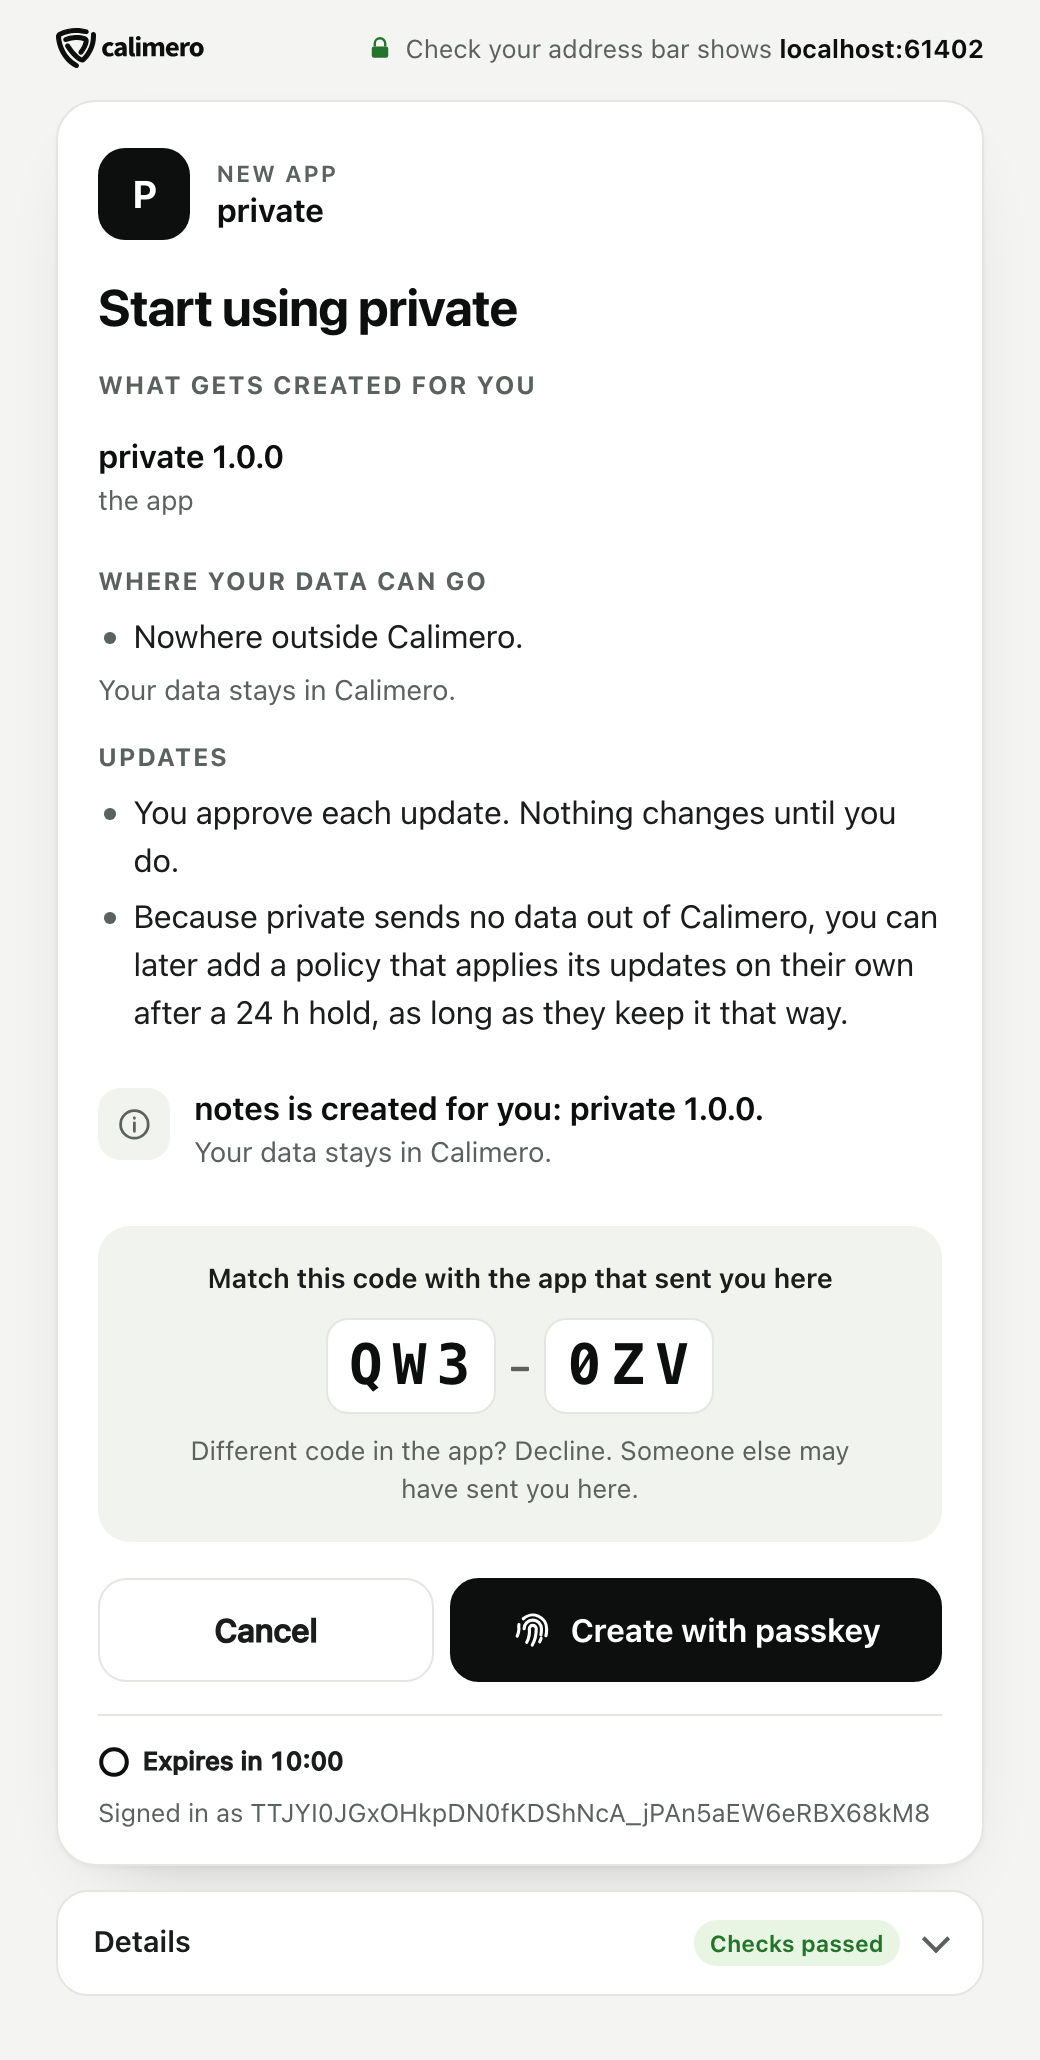 calimero
Check your address bar shows localhost:61402
P
NEW APP
private
Start using private
WHAT GETS CREATED FOR YOU
private 1.0.0
the app
WHERE YOUR DATA CAN GO
• Nowhere outside Calimero.
Your data stays in Calimero.
UPDATES
• You approve each update. Nothing changes until you
do.
• Because private sends no data out of Calimero, you can
later add a policy that applies its updates on their own
after a 24 h hold, as long as they keep it that way.
notes is created for you: private 1.0.0.
Your data stays in Calimero.
Match this code with the app that sent you here
QW3 – 0ZV
Different code in the app? Decline. Someone else may
have sent you here.
Cancel
Create with passkey
Expires in 10:00
Signed in as TTJYI0JGxOHkpDN0fKDShNcA_jPAn5aEW6eRBX68kM8
Details
Checks passed